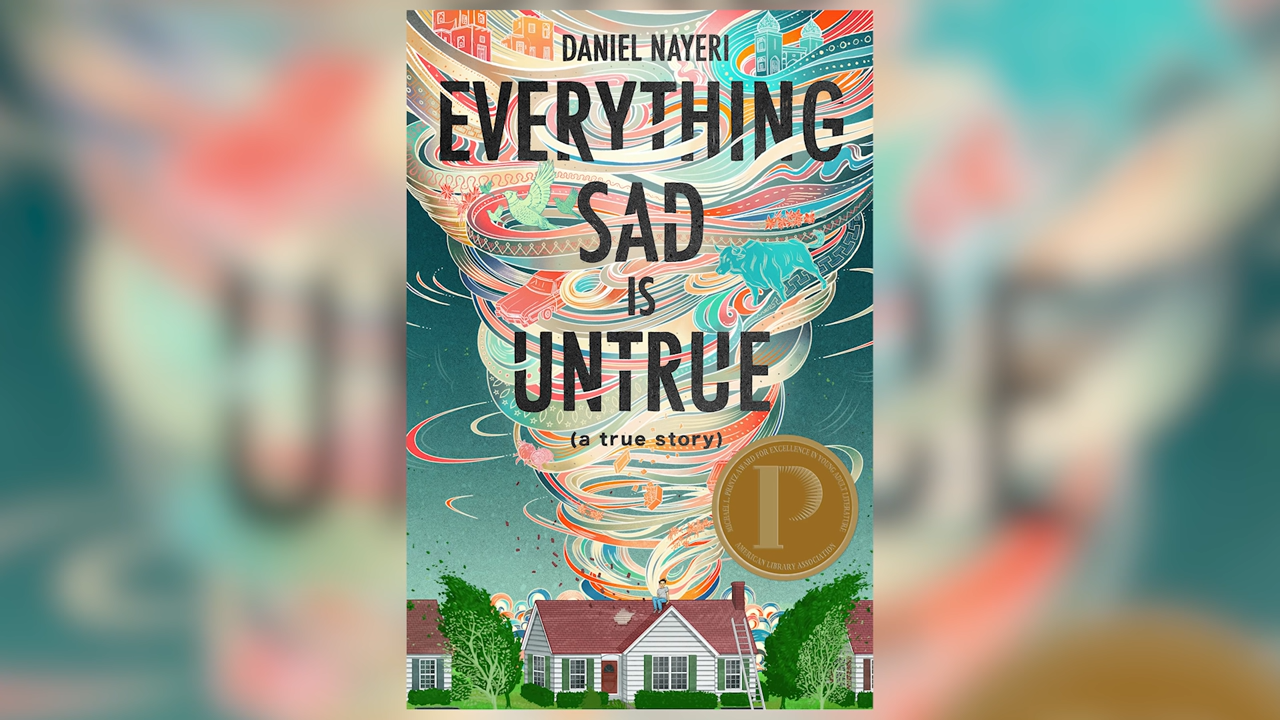 DANIEL NAYERI
EVERYTHING
SAD
IS
UNTRUE
(a true story)
MICHAEL L. PRINTZ AWARD FOR EXCELLENCE IN YOUNG ADULT LITERATURE
P
AMERICAN LIBRARY ASSOCIATION